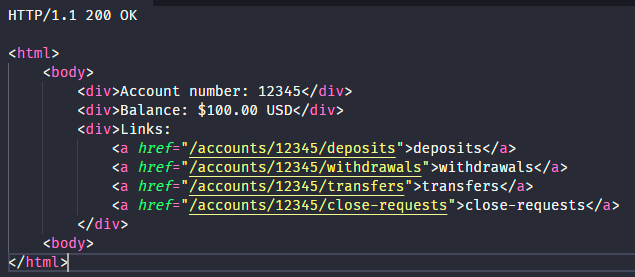 HTTP/1.1 200 OK
<html>
<body>
<div>Account number: 12345</div>
<div>Balance: $100.00 USD</div>
<div>Links:
<a href="/accounts/12345/deposits">deposits</a>
<a href="/accounts/12345/withdrawals">withdrawals</a>
<a href="/accounts/12345/transfers">transfers</a>
<a href="/accounts/12345/close-requests">close-requests</a>
</div>
<body>
</html>